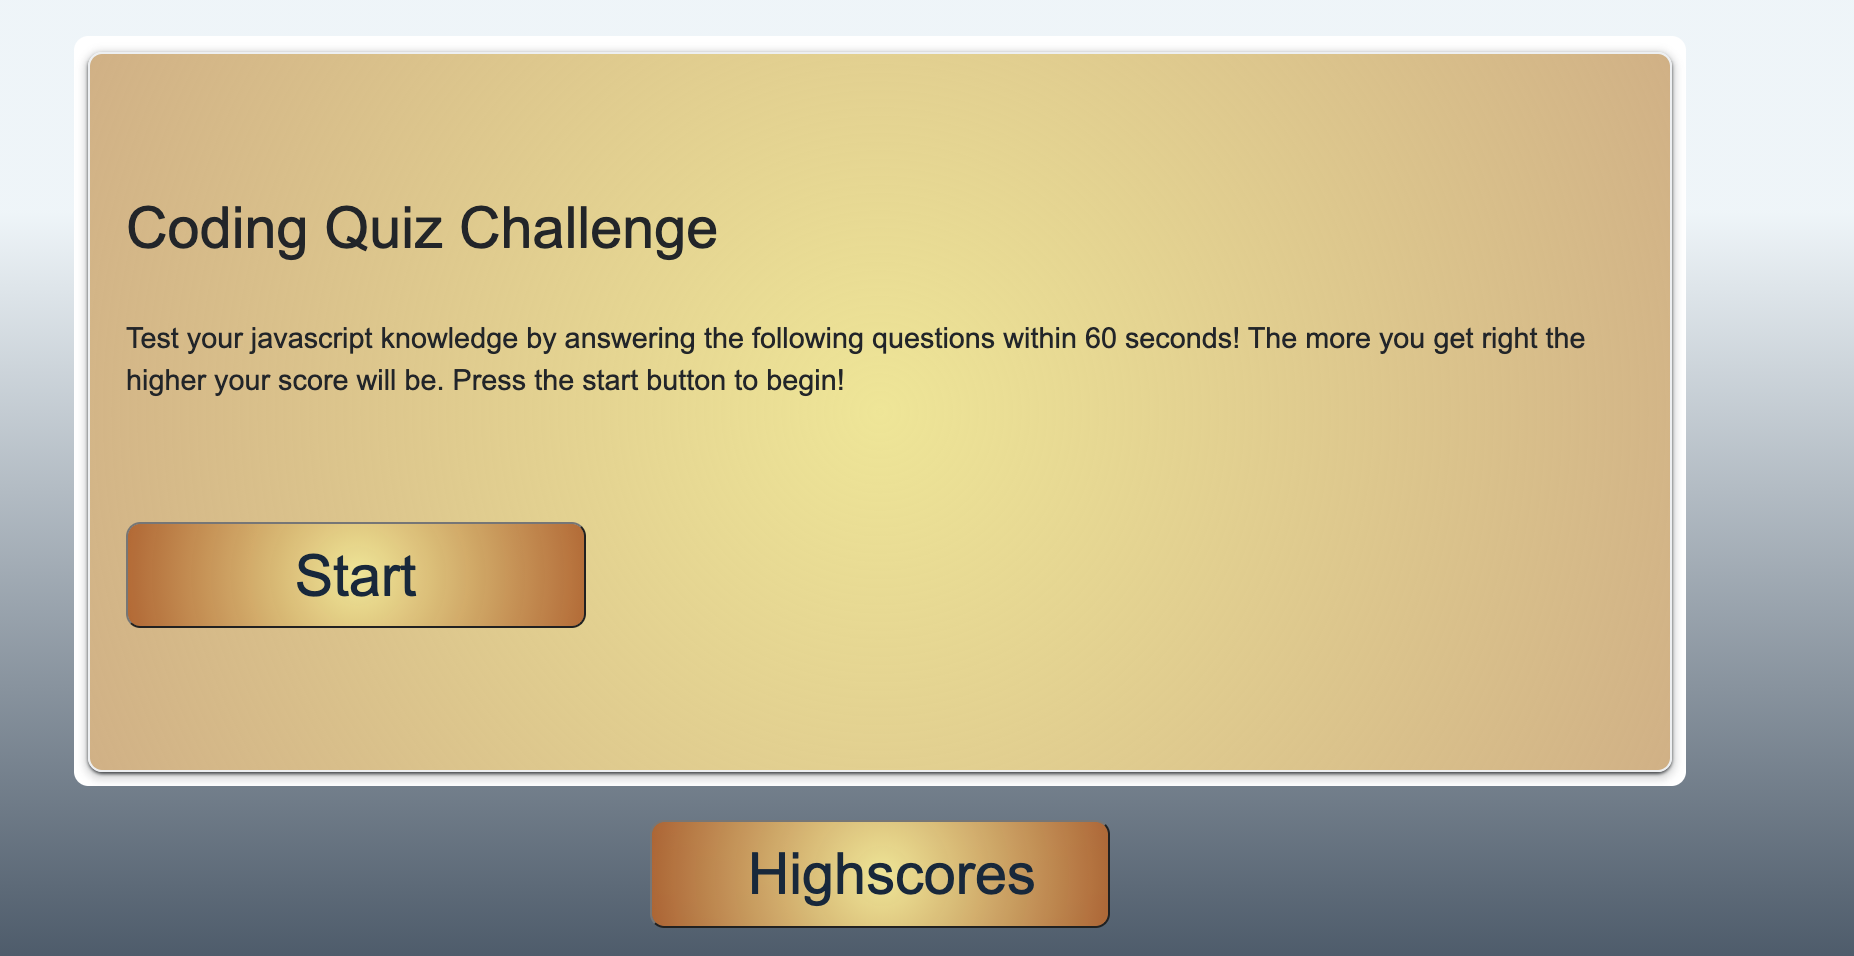 Coding Quiz Challenge
Test your javascript knowledge by answering the following questions within 60 seconds! The more you get right the
higher your score will be. Press the start button to begin!
Start
Highscores